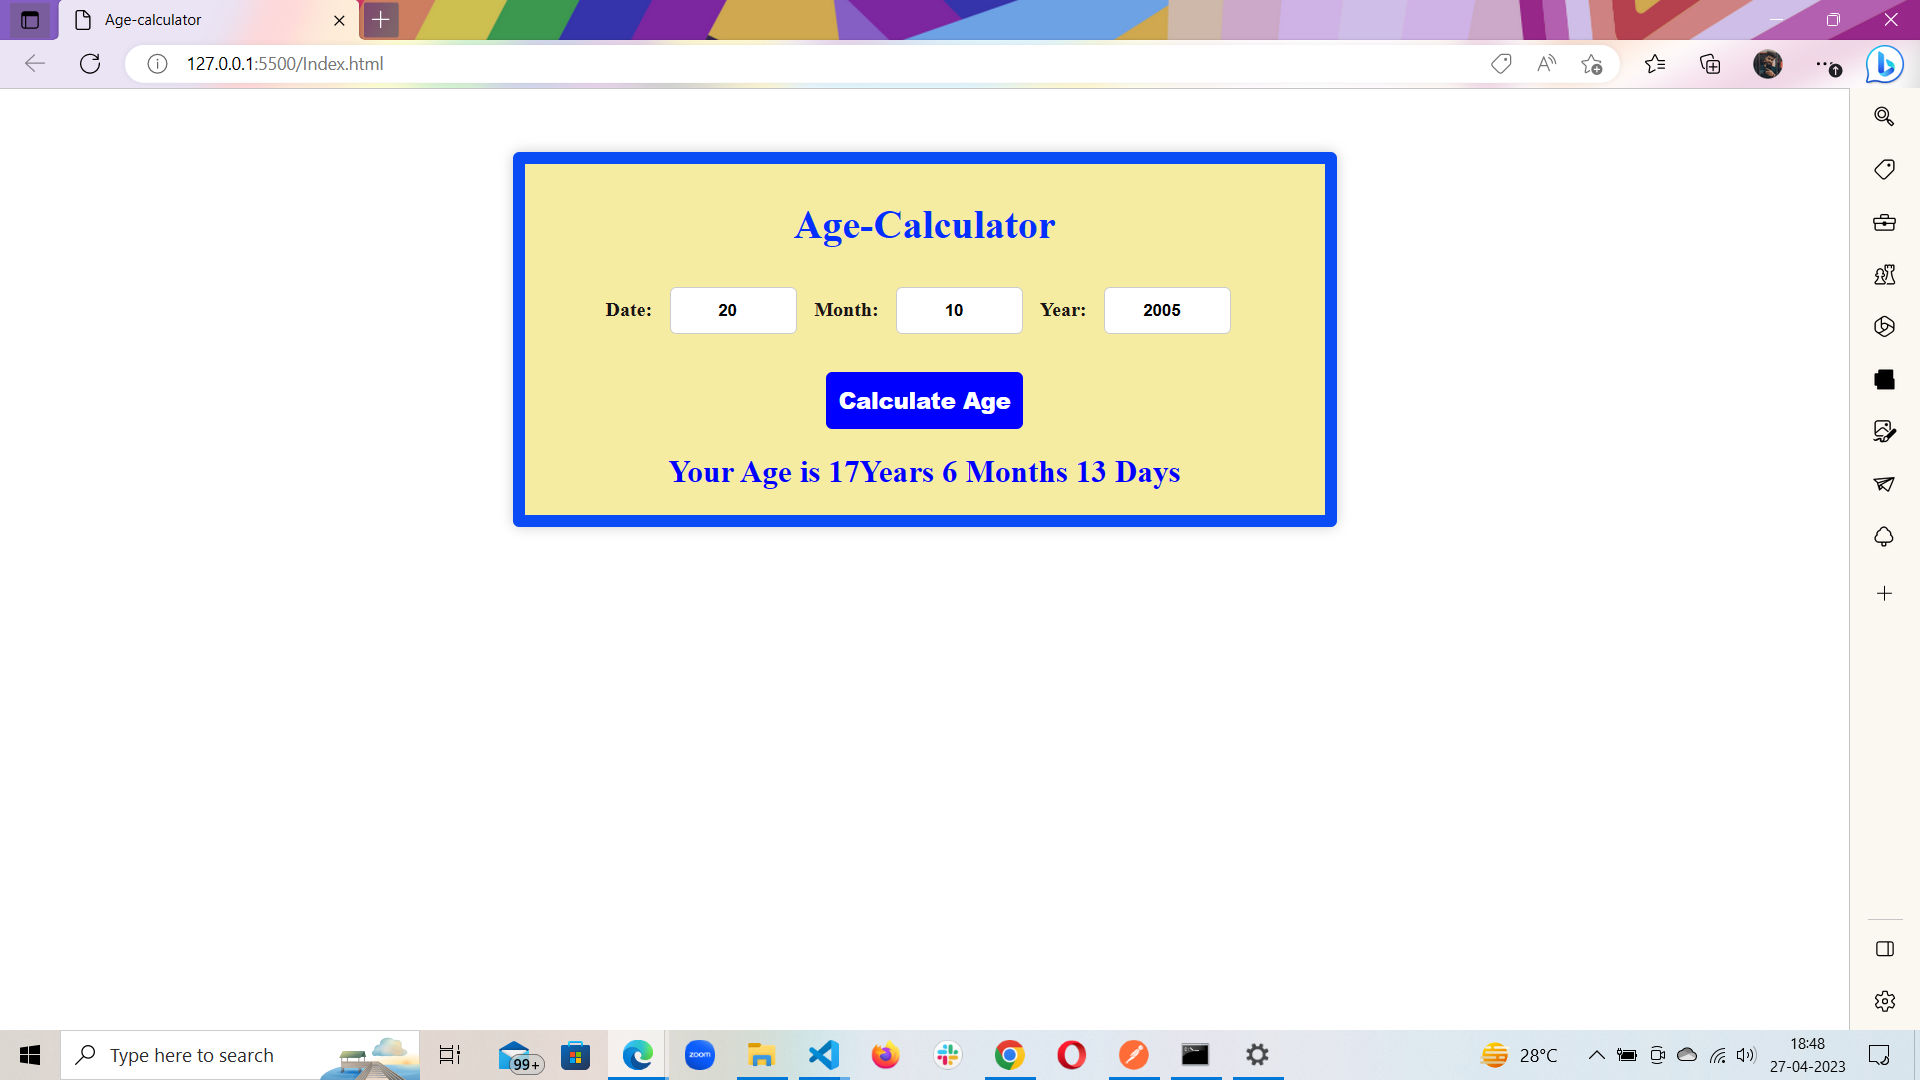 Age-calculator
127.0.0.1:5500/Index.html
Age-Calculator
Date: 20 Month: 10 Year: 2005
Calculate Age
Your Age is 17Years 6 Months 13 Days
Type here to search
99+
zoom
28°C
18:48
27-04-2023